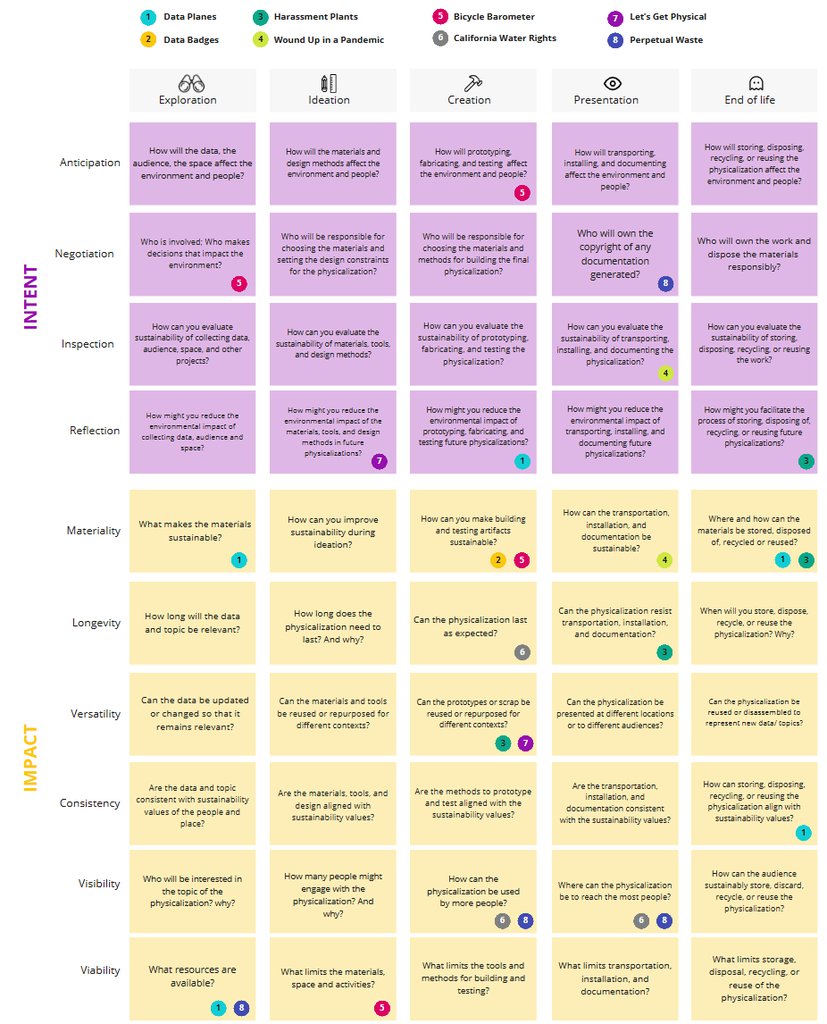 1 Data Planes
3 Harassment Plants
5 Bicycle Barometer
7 Let's Get Physical
2 Data Badges
4 Wound Up in a Pandemic
6 California Water Rights
8 Perpetual Waste
Exploration
Ideation
Creation
Presentation
End of life
INTENT
Anticipation
How will the data, the
audience, the space affect the
environment and people?
How will the materials and
design methods affect the
environment and people?
How will prototyping,
fabricating, and testing affect
the environment and people?
5
How will transporting,
installing, and documenting
affect the environment and
people?
How will storing, disposing,
recycling, or reusing the
physicalization affect the
environment and people?
Negotiation
Who is involved; Who makes
decisions that impact the
environment?
5
Who will be responsible for
choosing the materials and
setting the design constraints
for the physicalization?
Who will be responsible for
choosing the materials and
methods for building the final
physicalization?
Who will own the
copyright of any
documentation
generated?
8
Who will own the work and
dispose the materials
responsibly?
Inspection
How can you evaluate
sustainability of collecting data,
audience, space, and other
projects?
How can you evaluate the
sustainability of materials, tools,
and design methods?
How can you evaluate the
sustainability of prototyping,
fabricating, and testing the
physicalization?
How can you evaluate the
sustainability of transporting,
installing, and documenting the
physicalization?
4
How can you evaluate the
sustainability of storing,
disposing, recycling, or reusing
the work?
Reflection
How might you reduce the
environmental impact of
collecting data, audience and
space?
How might you reduce the
environmental impact of the
materials, tools, and design
methods in future
physicalizations?
7
How might you reduce the
environmental impact of
prototyping, fabricating, and
testing future physicalizations?
1
How might you reduce the
environmental impact of
transporting, installing, and
documenting future
physicalizations?
How might you facilitate the
process of storing, disposing of,
recycling, or reusing future
physicalizations?
3
IMPACT
Materiality
What makes the materials
sustainable?
1
How can you improve
sustainability during
ideation?
How can you make building
and testing artifacts
sustainable?
2 5
How can the transportation,
installation, and
documentation be
sustainable?
4
Where and how can the
materials be stored, disposed
of, recycled or reused?
1 3
Longevity
How long will the data
and topic be relevant?
How long does the
physicalization need to
last? And why?
Can the physicalization last
as expected?
6
Can the physicalization resist
transportation, installation,
and documentation?
3
When will you store, dispose,
recycle, or reuse the
physicalization? Why?
Versatility
Can the data be updated
or changed so that it
remains relevant?
Can the materials and tools
be reused or repurposed for
different contexts?
Can the prototypes or scrap be
reused or repurposed for
different contexts?
3 7
Can the physicalization be
presented at different locations
or to different audiences?
Can the physicalization be
reused or disassembled to
represent new data/ topics?
Consistency
Are the data and topic
consistent with sustainability
values of the people and
place?
Are the materials, tools, and
design aligned with
sustainability values?
Are the methods to prototype
and test aligned with the
sustainability values?
Are the transportation,
installation, and
documentation consistent
with the sustainability values?
How can storing, disposing,
recycling, or reusing the
physicalization align with
sustainability values?
1
Visibility
Who will be interested in
the topic of the
physicalization? why?
How many people might
engage with the
physicalization? And
why?
How can the
physicalization be used
by more people?
6 8
Where can the physicalization
be to reach the most people?
6 8
How can the audience
sustainably store, discard,
recycle, or reuse the
physicalization?
Viability
What resources are
available?
1 8
What limits the materials,
space and activities?
5
What limits the tools and
methods for building and
testing?
What limits transportation,
installation, and
documentation?
What limits storage,
disposal, recycling, or
reuse of the
physicalization?